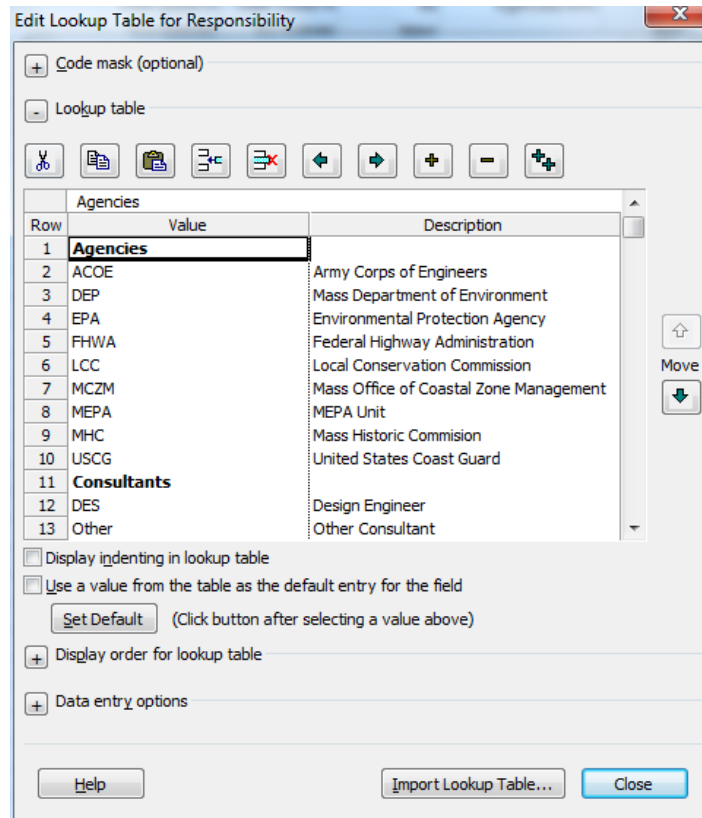 Edit Lookup Table for Responsibility
+ Code mask (optional)
- Lookup table
Agencies
Row Value Description
1 Agencies
2 ACOE Army Corps of Engineers
3 DEP Mass Department of Environment
4 EPA Environmental Protection Agency
5 FHWA Federal Highway Administration
6 LCC Local Conservation Commission
7 MCZM Mass Office of Coastal Zone Management
8 MEPA MEPA Unit
9 MHC Mass Historic Commision
10 USCG United States Coast Guard
11 Consultants
12 DES Design Engineer
13 Other Other Consultant
Move
Display indenting in lookup table
Use a value from the table as the default entry for the field
Set Default (Click button after selecting a value above)
+ Display order for lookup table
+ Data entry options
Help Import Lookup Table... Close